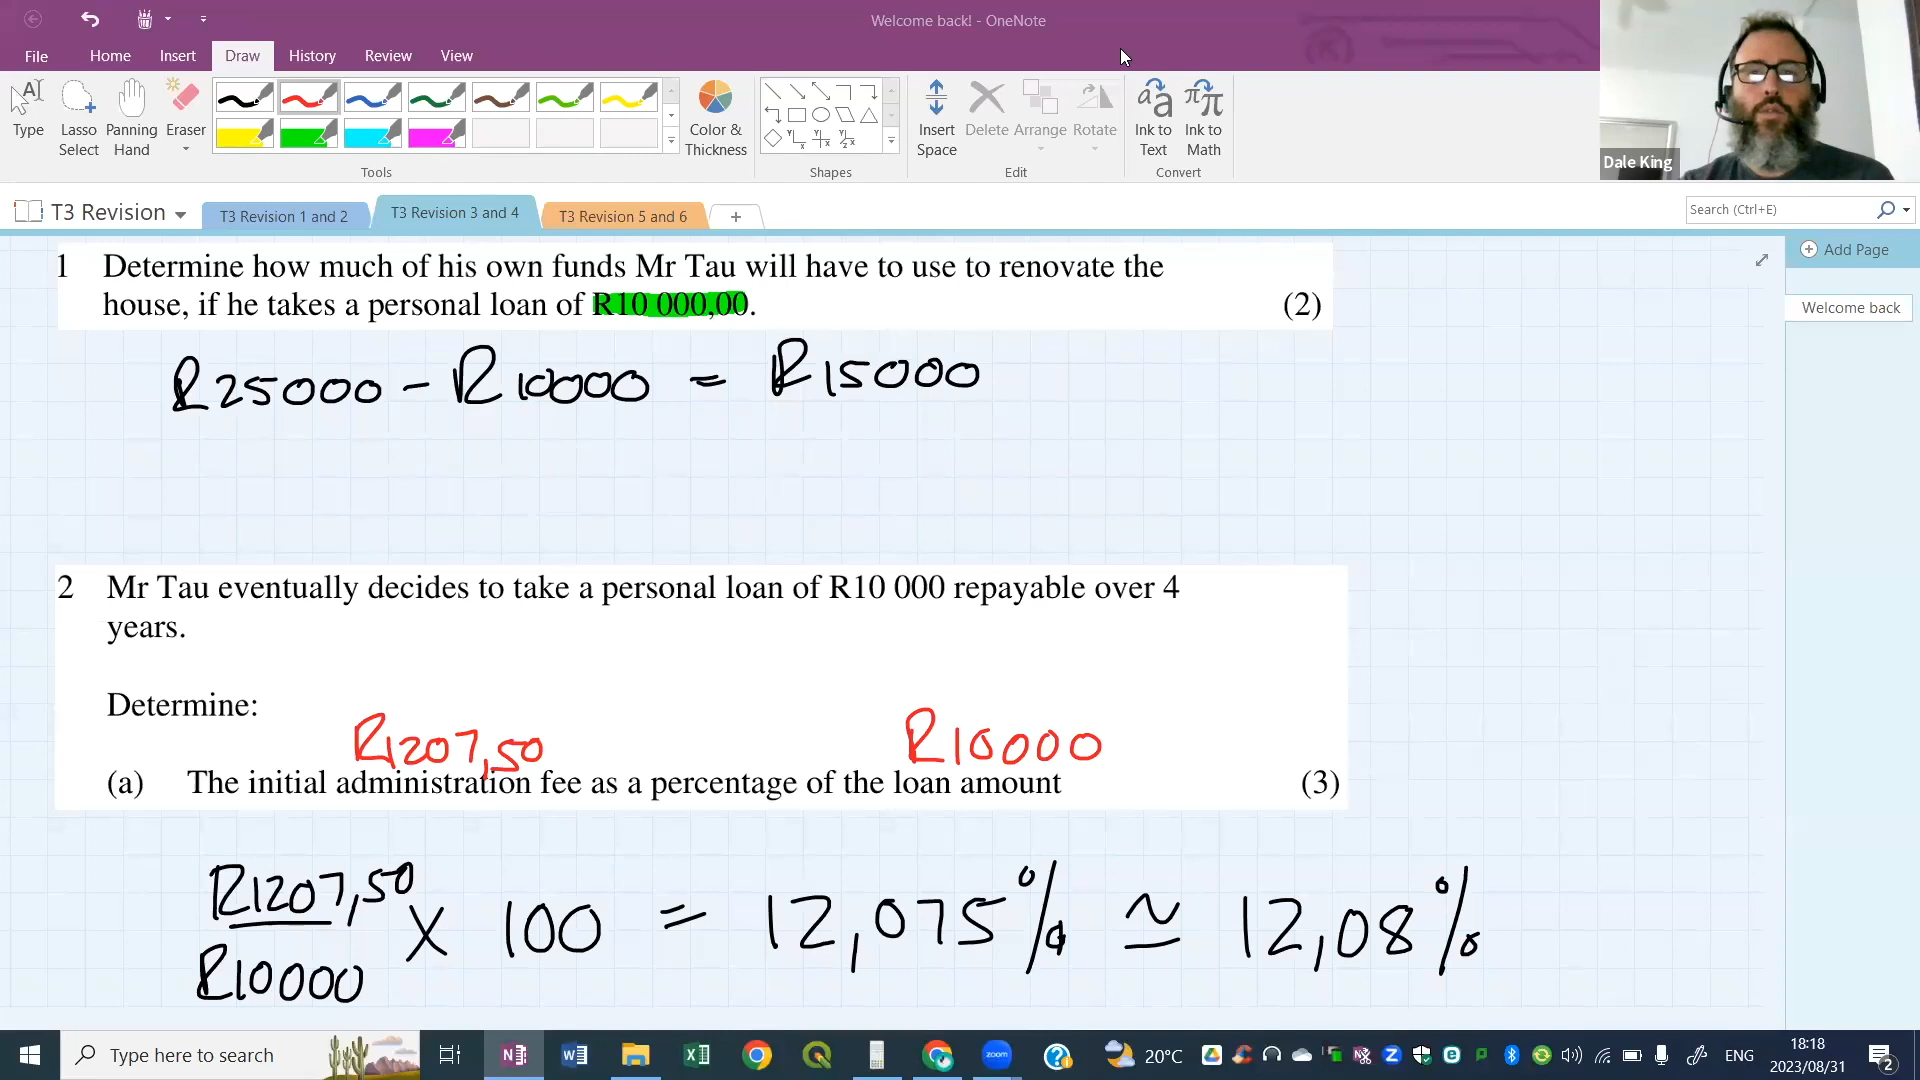 Welcome back! - OneNote
File
Home
Insert
Draw
History
Review
View
Type
Lasso Select
Panning Hand
Eraser
Color & Thickness
Insert Space
Delete
Arrange
Rotate
Ink to Text
Ink to Math
Tools
Shapes
Edit
Convert
Dale King
T3 Revision
T3 Revision 1 and 2
T3 Revision 3 and 4
T3 Revision 5 and 6
Search (Ctrl+E)
Add Page
Welcome back
1 Determine how much of his own funds Mr Tau will have to use to renovate the
house, if he takes a personal loan of R10 000,00. (2)
R25000 - R10000 = R15000
2 Mr Tau eventually decides to take a personal loan of R10 000 repayable over 4
years.
Determine:
R1207,50 R10000
(a) The initial administration fee as a percentage of the loan amount (3)
R1207,50
R10000
× 100 = 12,075% ≃ 12,08%
Type here to search
zoom
20°C
ENG
18:18
2023/08/31
2